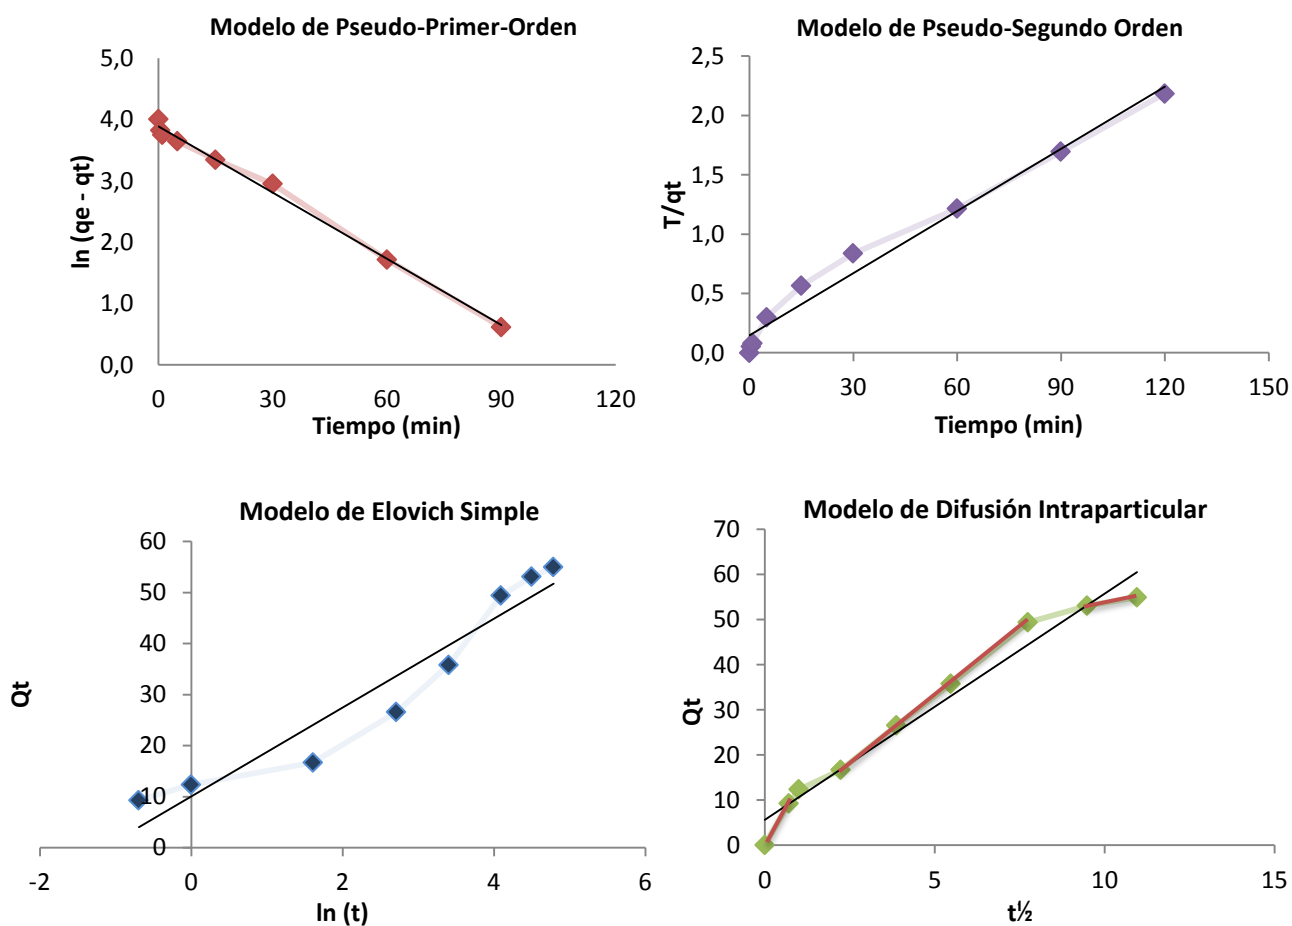 Modelo de Pseudo-Primer-Orden
5,0
4,0
3,0
2,0
1,0
0,0
ln (qe - qt)
0 30 60 90 120
Tiempo (min)
Modelo de Pseudo-Segundo Orden
2,5
2,0
1,5
1,0
0,5
0,0
T/qt
0 30 60 90 120 150
Tiempo (min)
Modelo de Elovich Simple
60
50
40
30
20
10
0
Qt
-2 0 2 4 6
ln (t)
Modelo de Difusión Intraparticular
70
60
50
40
30
20
10
0
Qt
0 5 10 15
t½